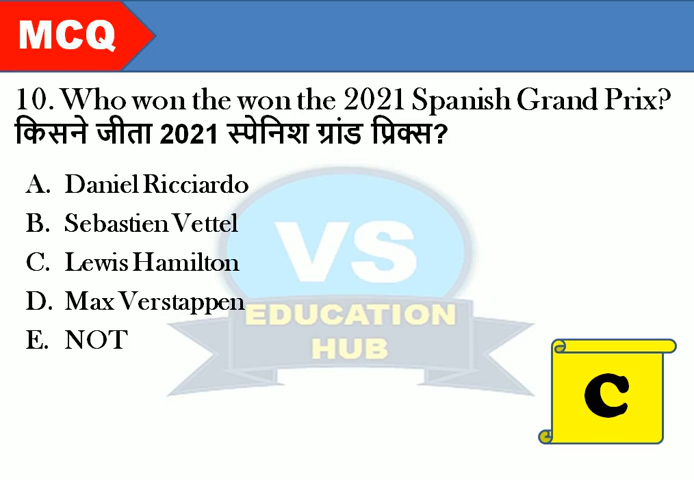 MCQ
10. Who won the won the 2021 Spanish Grand Prix?
किसने जीता 2021 स्पेनिश ग्रांड प्रिक्स?
A. Daniel Ricciardo
B. Sebastien Vettel
C. Lewis Hamilton
D. Max Verstappen
E. NOT
VS
EDUCATION
HUB
C